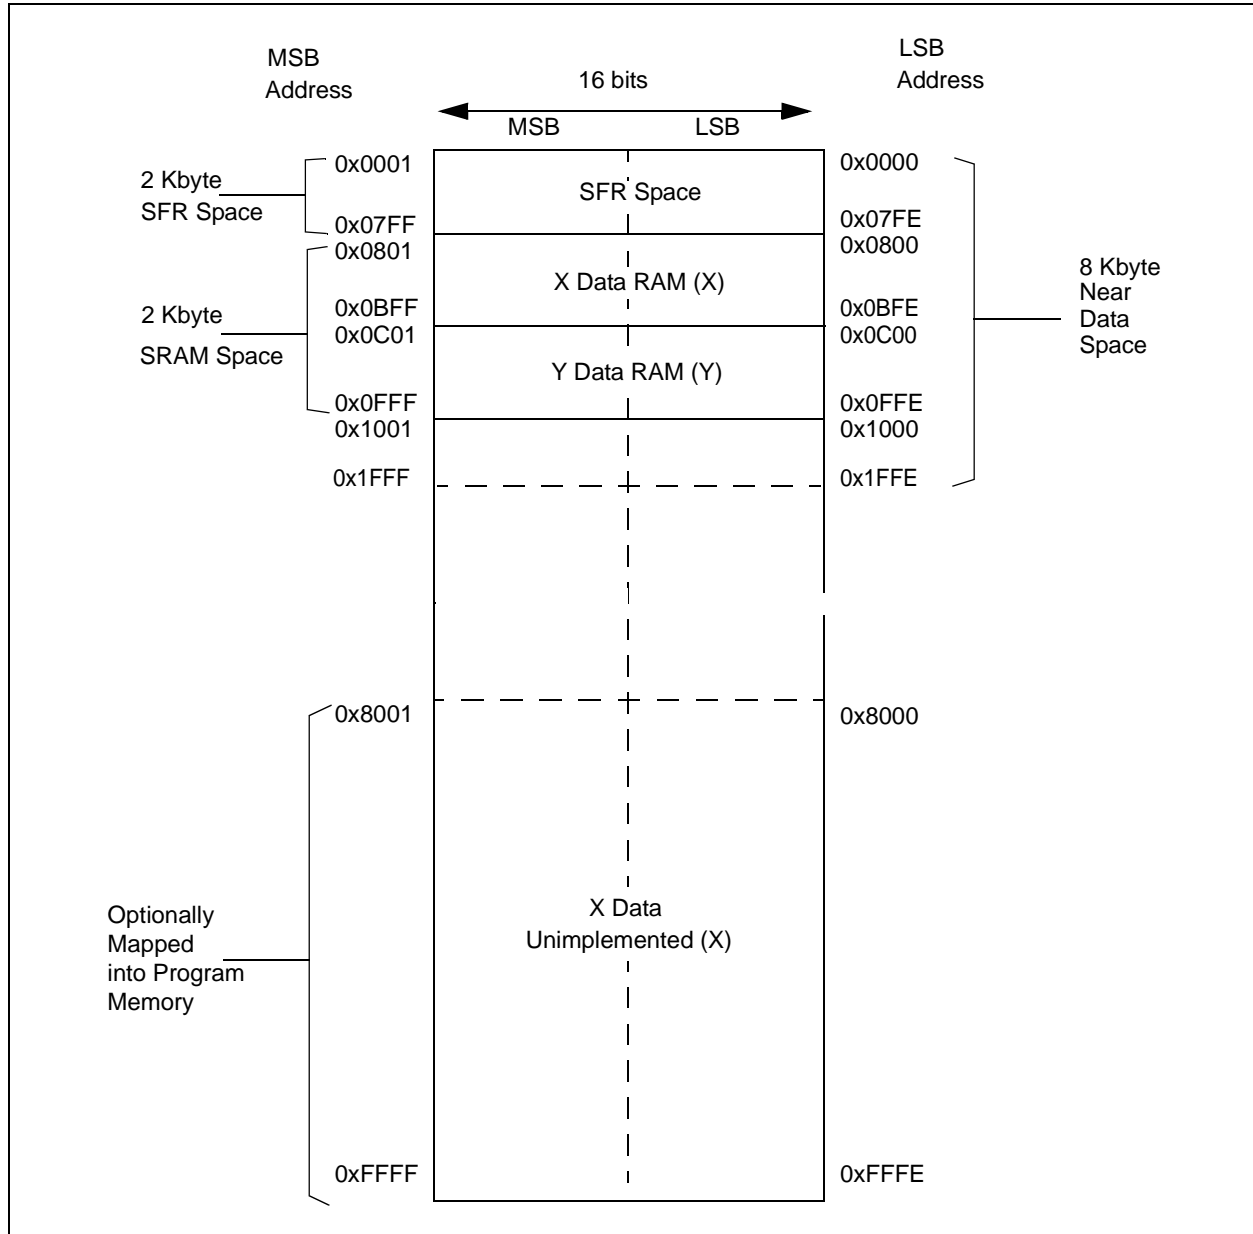 MSB
Address
LSB
Address
16 bits
MSB
LSB
2 Kbyte
SFR Space
0x0001
0x07FF
SFR Space
0x0000
0x07FE
2 Kbyte
SRAM Space
0x0801
0x0BFF
0x0C01
0x0FFF
X Data RAM (X)
Y Data RAM (Y)
0x0800
0x0BFE
0x0C00
0x0FFE
8 Kbyte
Near
Data
Space
0x1001
0x1FFF
0x1000
0x1FFE
Optionally
Mapped
into Program
Memory
0x8001
0xFFFF
X Data
Unimplemented (X)
0x8000
0xFFFE